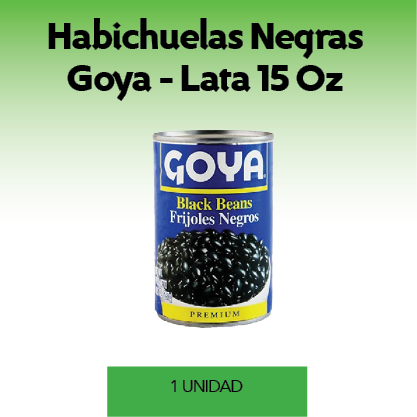 Habichuelas Negras
Goya - Lata 15 Oz
GOYA
Black Beans
Frijoles Negros
PREMIUM
1 UNIDAD